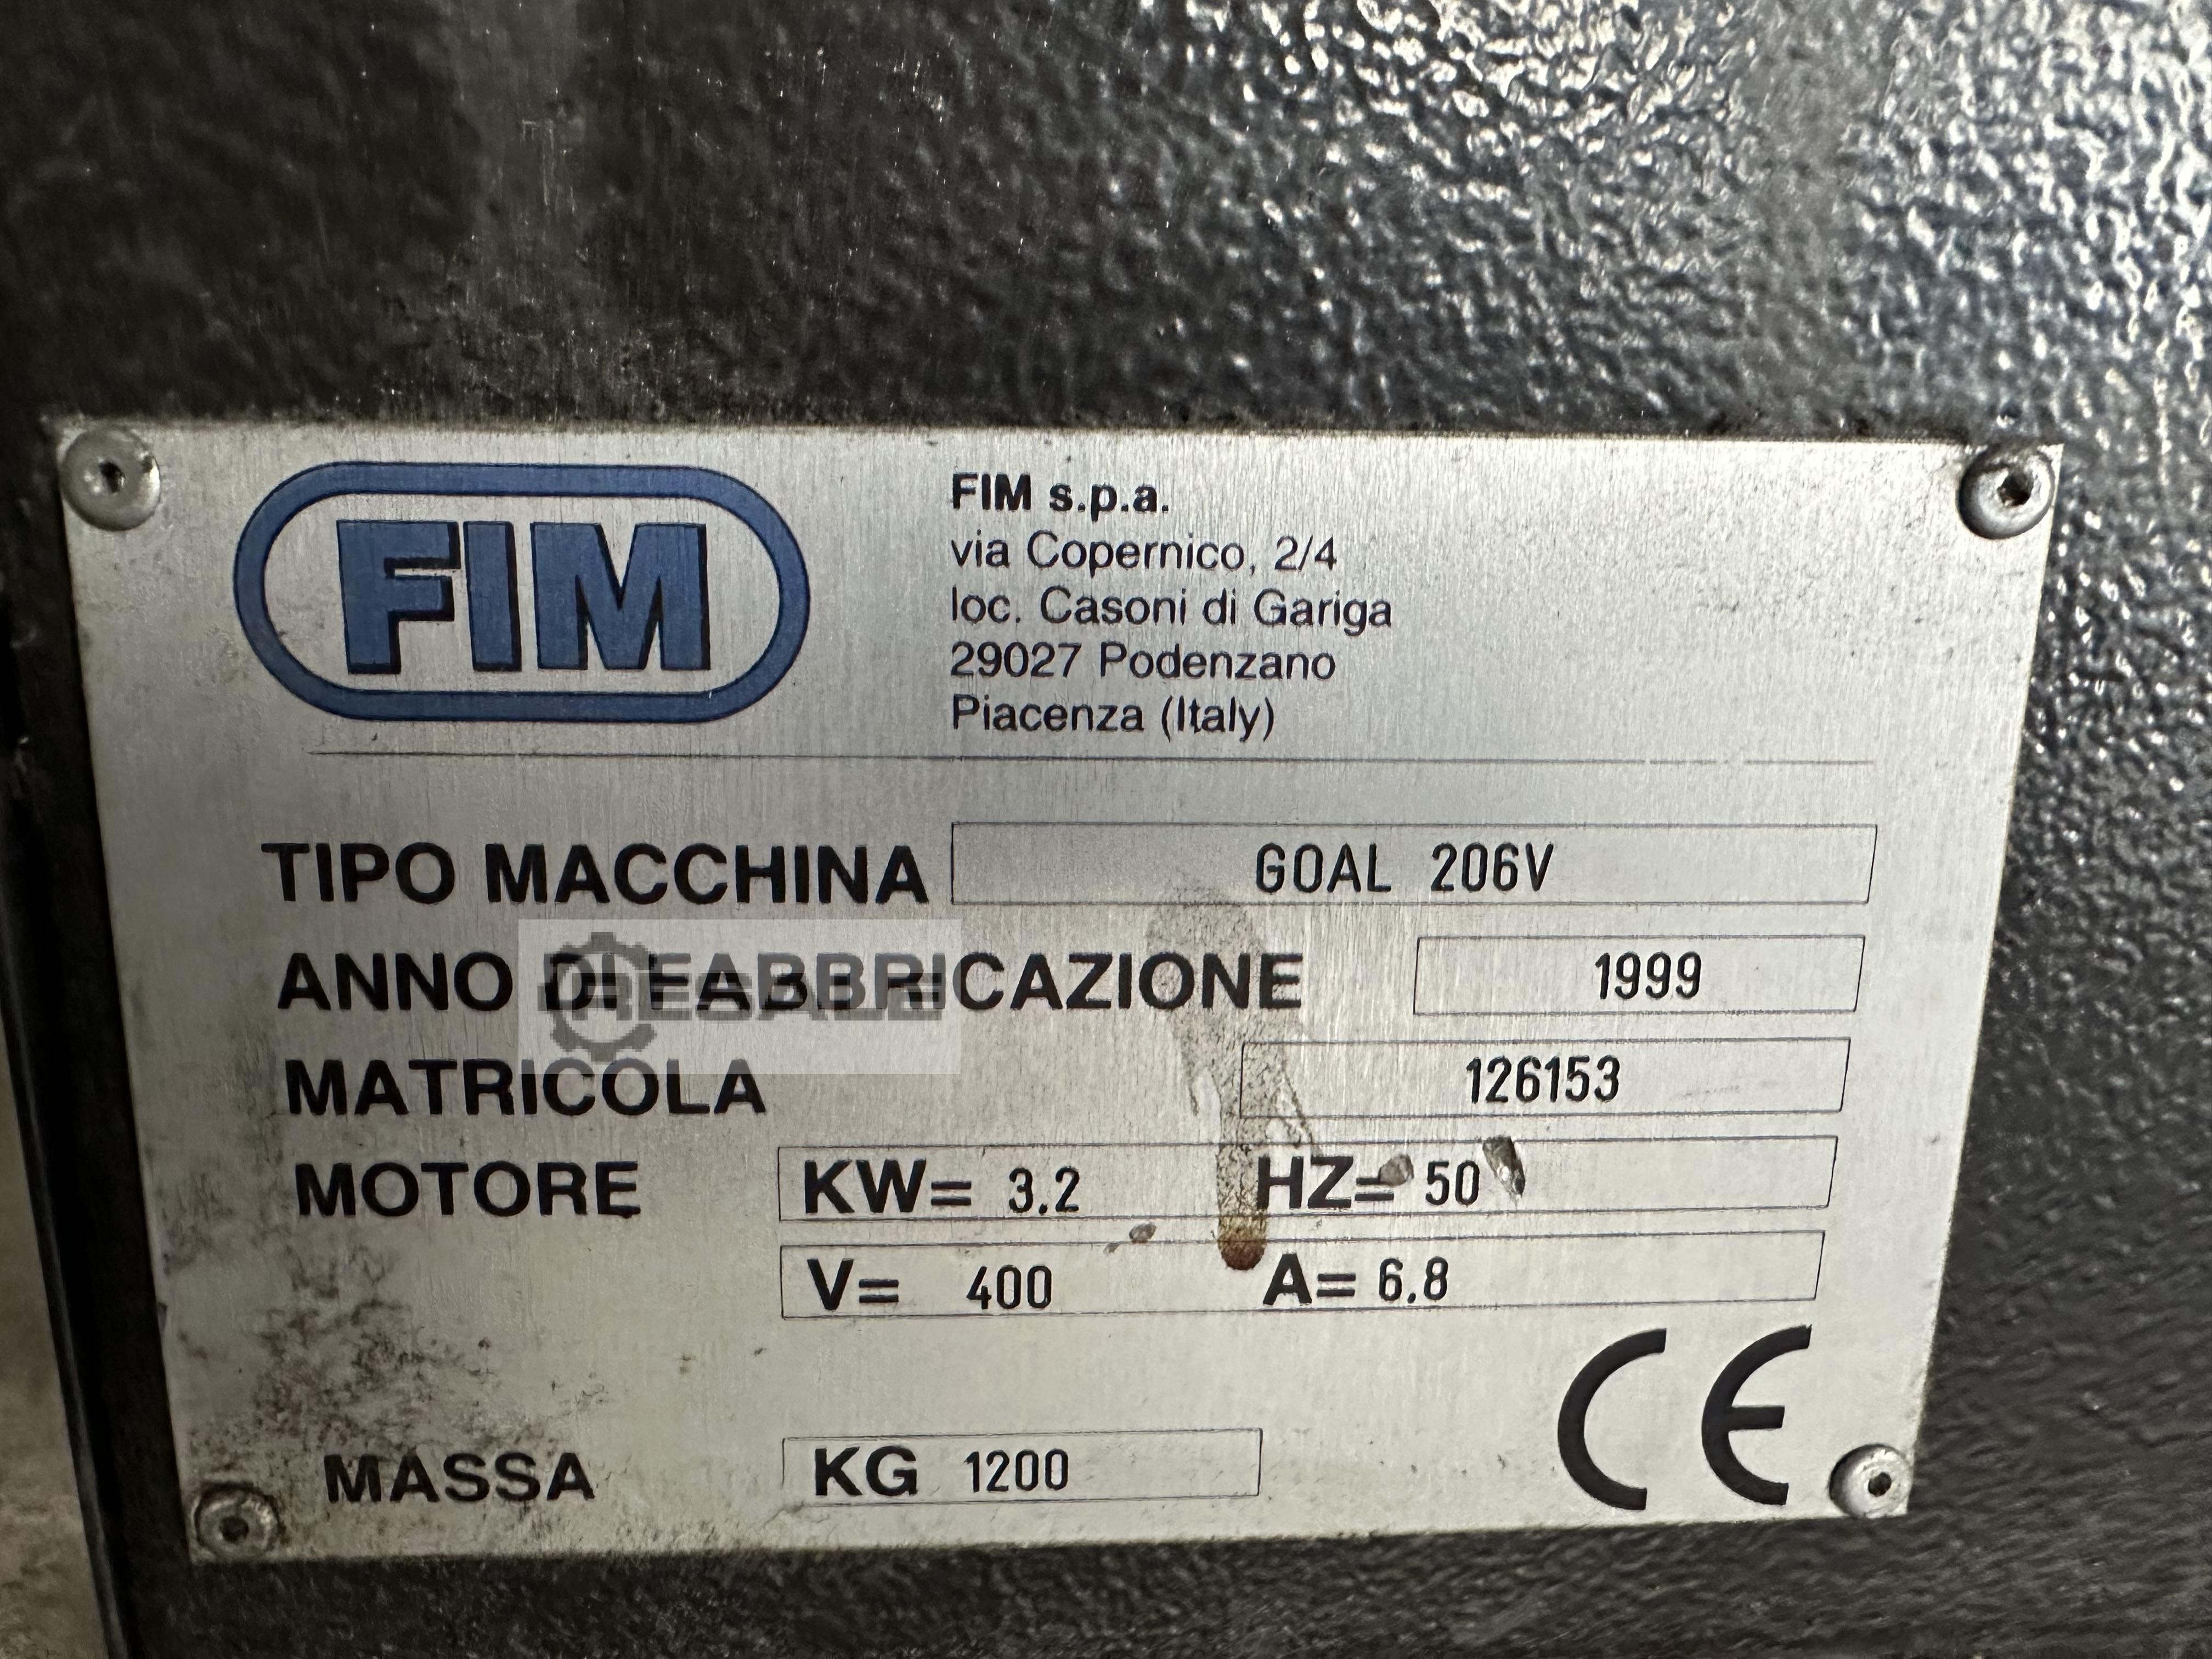 FIM
FIM s.p.a.
via Copernico, 2/4
loc. Casoni di Gariga
29027 Podenzano
Piacenza (Italy)
TIPO MACCHINA GOAL 206V
ANNO DI FABBRICAZIONE 1999
RESALE
MATRICOLA 126153
MOTORE KW= 3.2 HZ= 50
V= 400 A= 6.8
MASSA KG 1200
CE